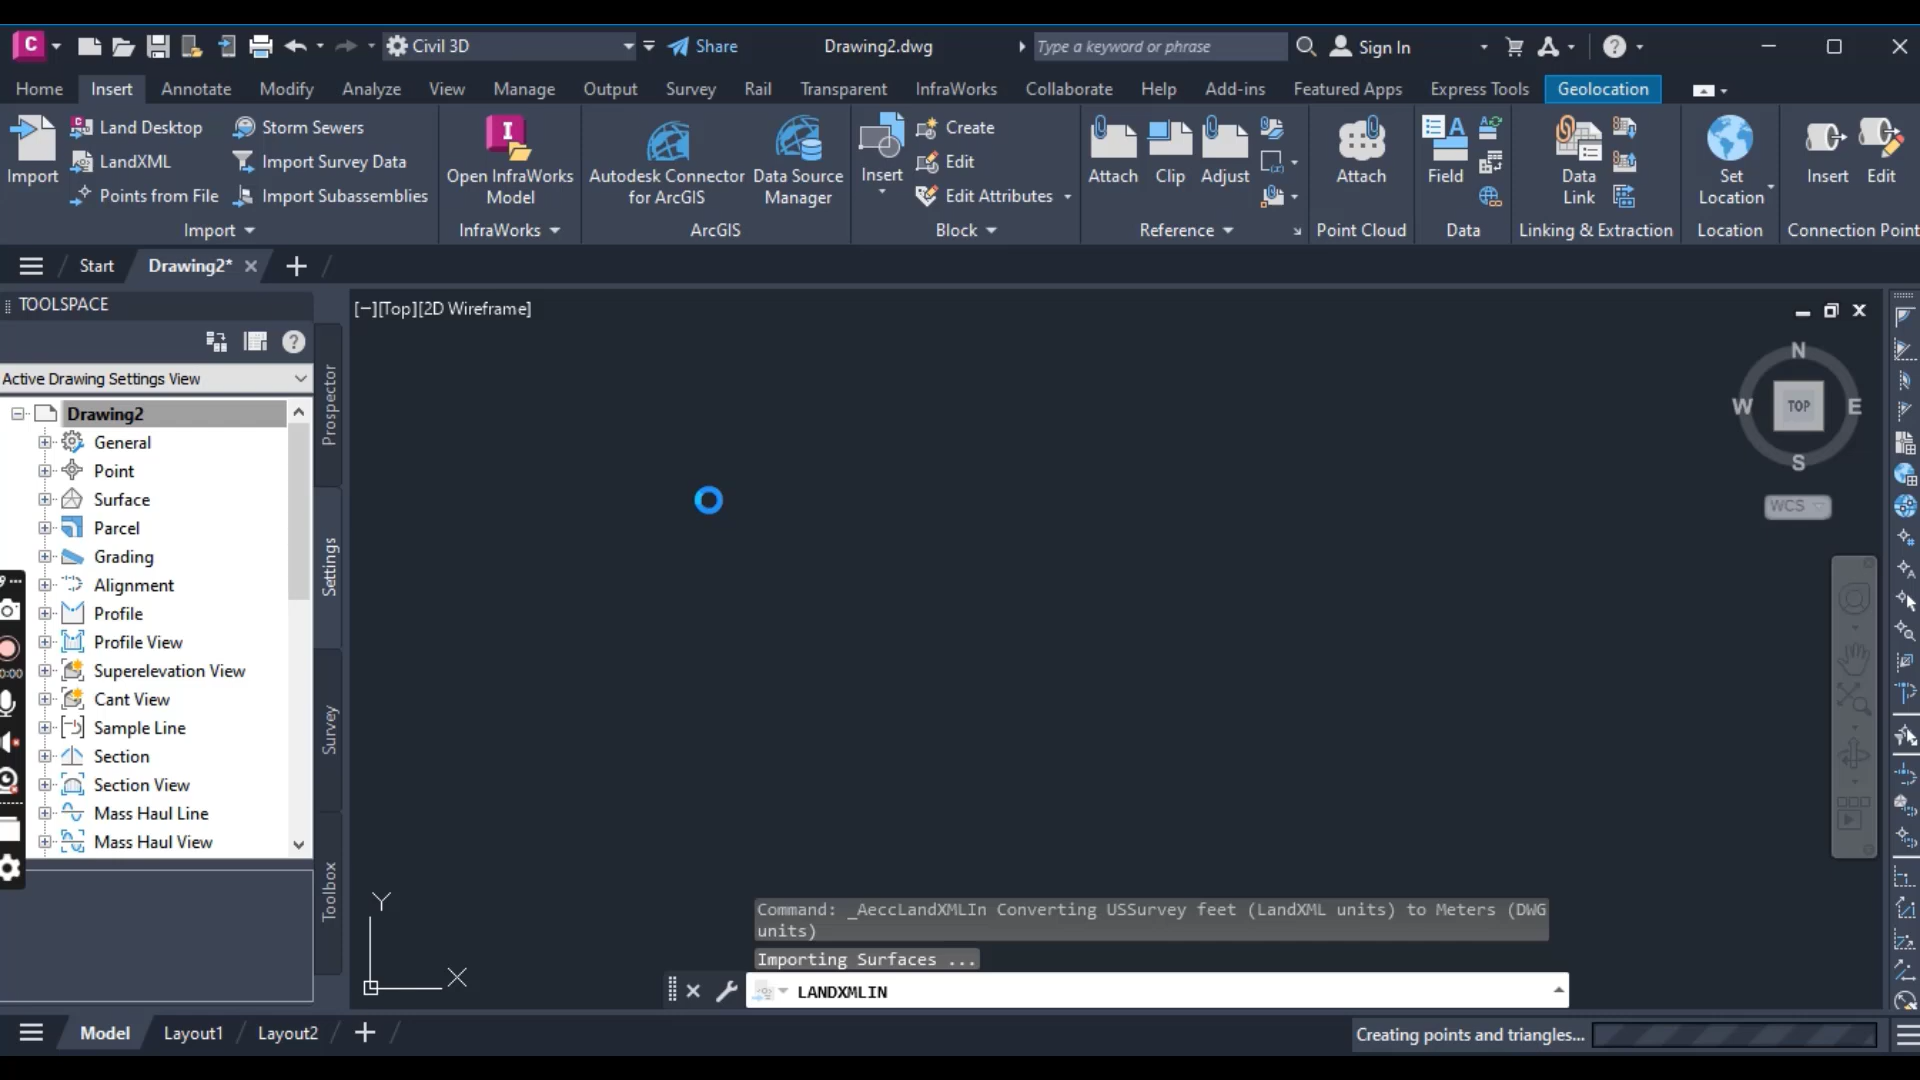 C
Civil 3D
Share
Drawing2.dwg
Type a keyword or phrase
Sign In
Home
Insert
Annotate
Modify
Analyze
View
Manage
Output
Survey
Rail
Transparent
InfraWorks
Collaborate
Help
Add-ins
Featured Apps
Express Tools
Geolocation
Import
Land Desktop
LandXML
Points from File
Storm Sewers
Import Survey Data
Import Subassemblies
Import
Open InfraWorks
Model
InfraWorks
Autodesk Connector
for ArcGIS
Data Source
Manager
ArcGIS
Insert
Create
Edit
Edit Attributes
Block
Attach
Clip
Adjust
Reference
Attach
Point Cloud
Field
Data
Data
Link
Linking & Extraction
Set
Location
Location
Insert
Edit
Connection Point
Start
Drawing2*
TOOLSPACE
Active Drawing Settings View
Drawing2
General
Point
Surface
Parcel
Grading
Alignment
Profile
Profile View
Superelevation View
Cant View
Sample Line
Section
Section View
Mass Haul Line
Mass Haul View
Prospector
Settings
Survey
Toolbox
[−][Top][2D Wireframe]
N
W
TOP
E
S
WCS
Y
X
Command: _AeccLandXMLIn Converting USSurvey feet (LandXML units) to Meters (DWG
units)
Importing Surfaces ...
LANDXMLIN
Model
Layout1
Layout2
Creating points and triangles...